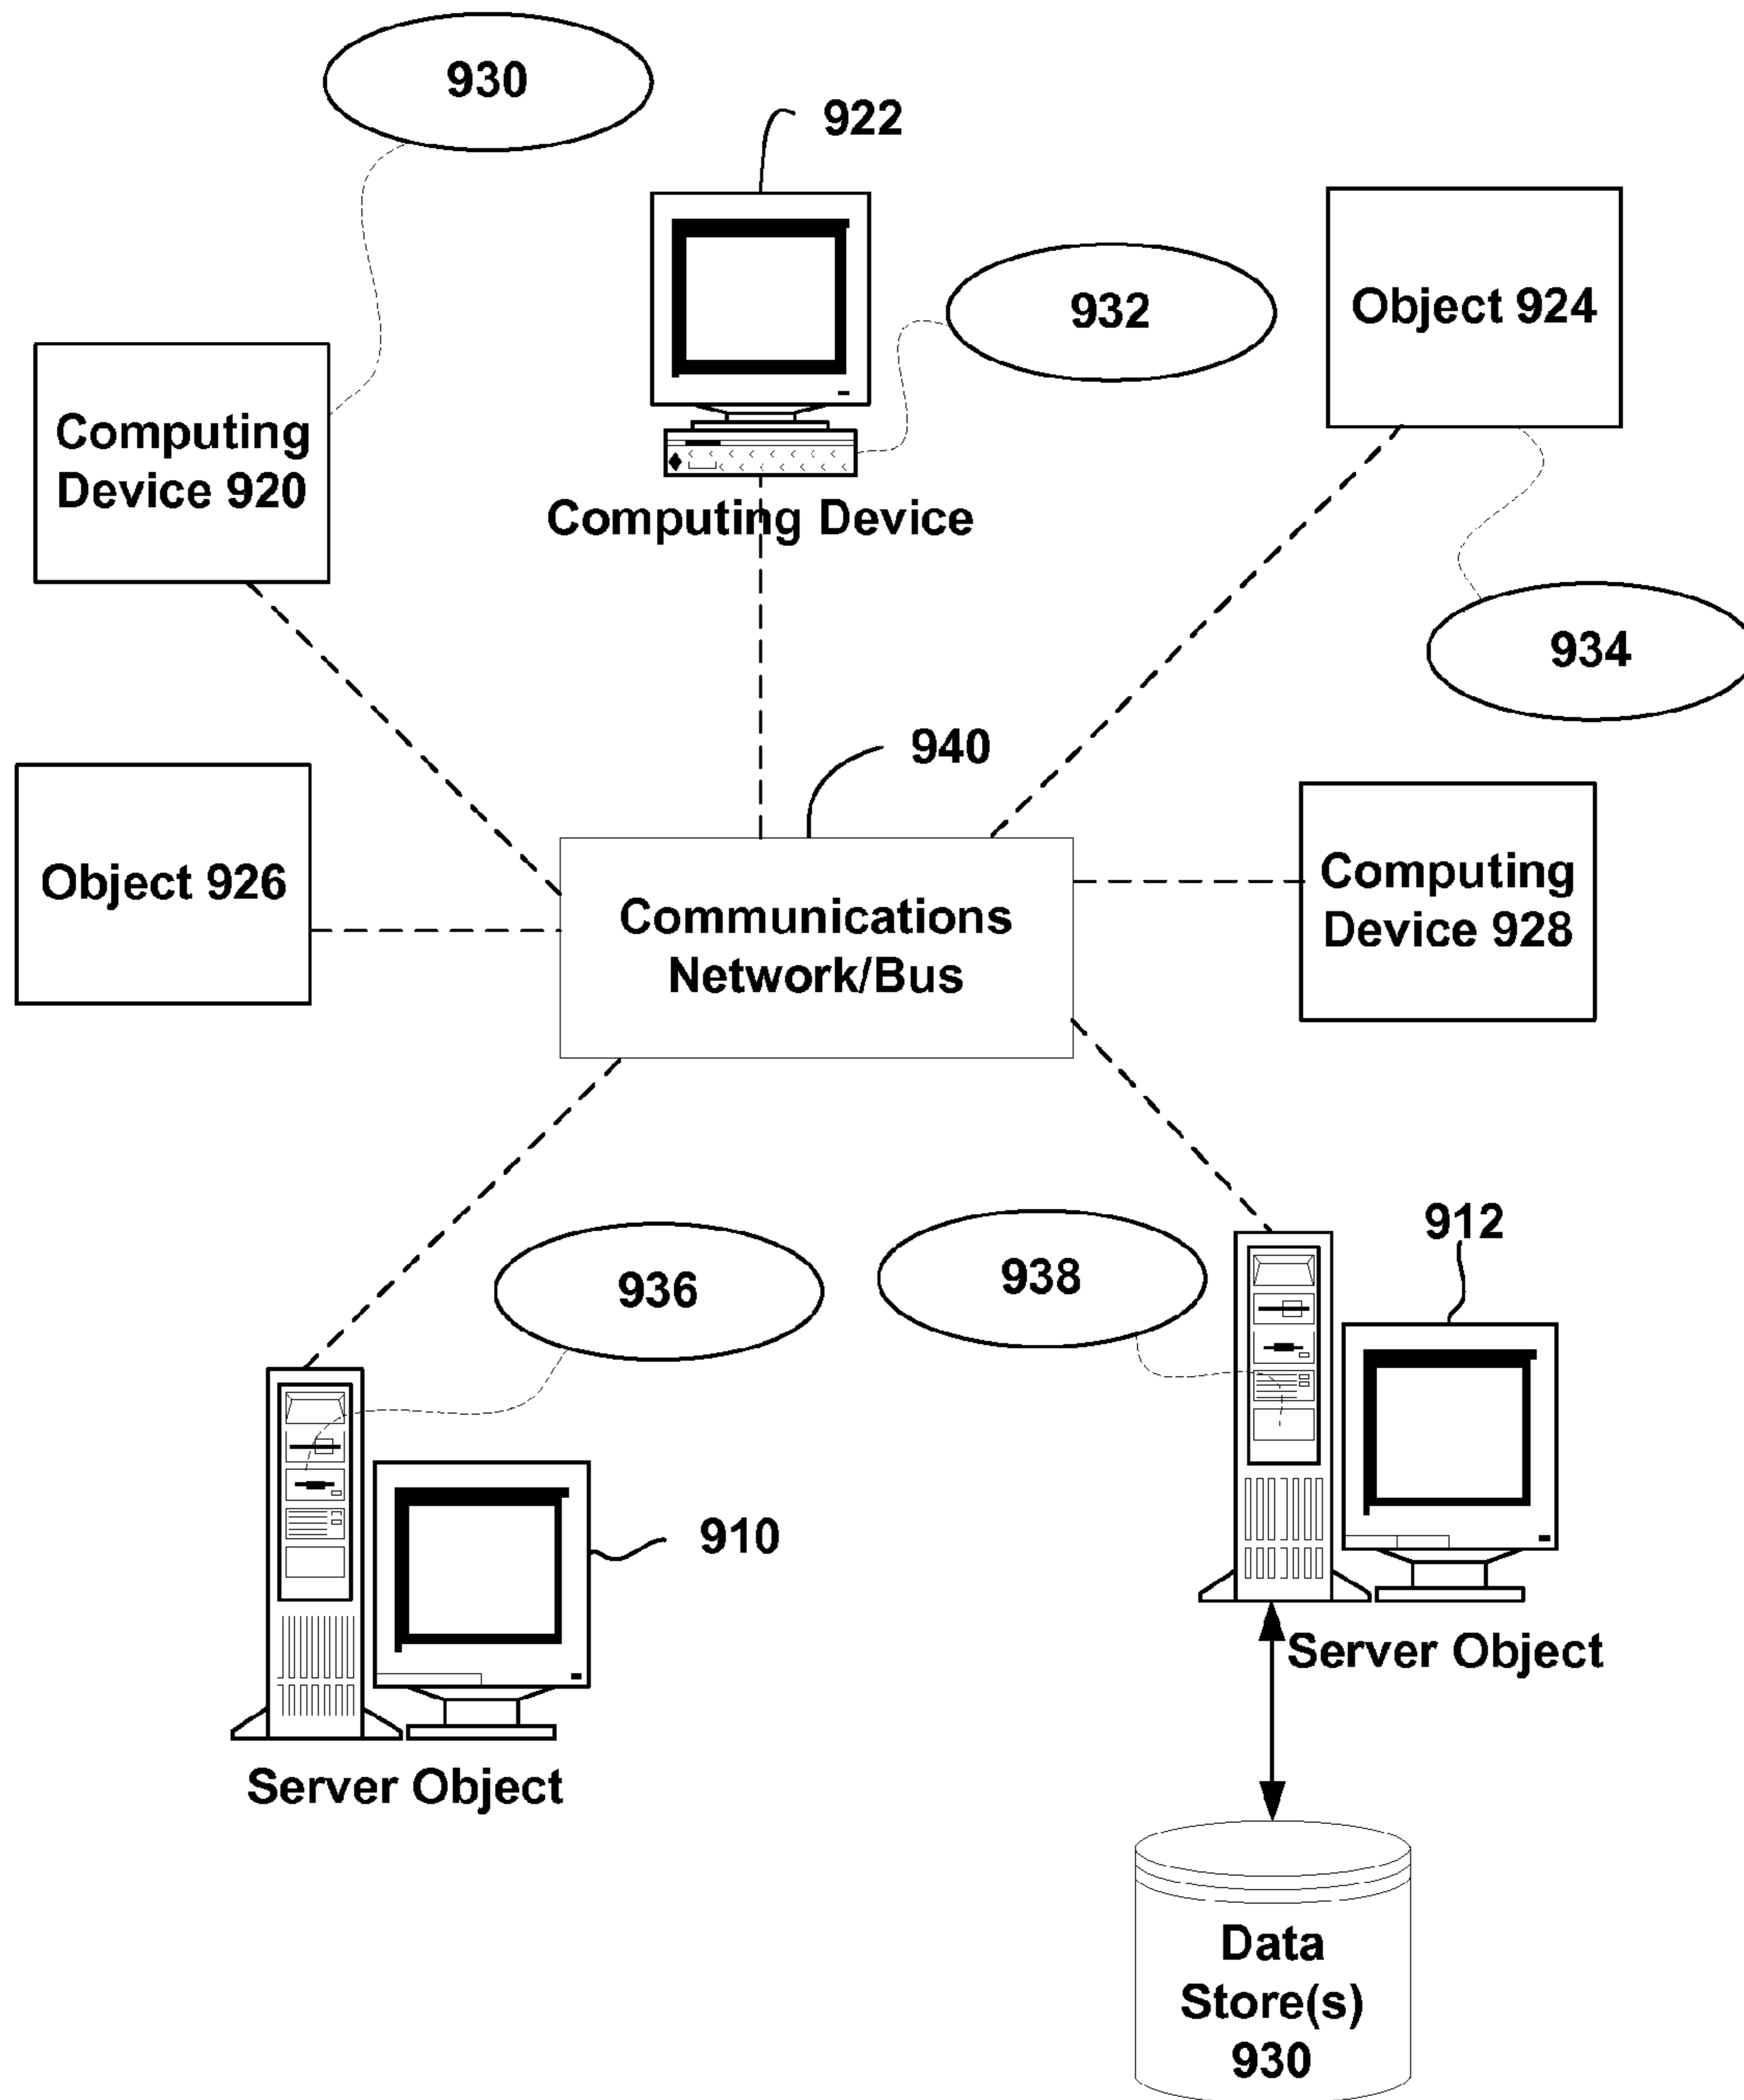 930
922
932
Object 924
Computing
Device 920
Computing Device
934
940
Object 926
Communications
Network/Bus
Computing
Device 928
936
938
912
910
Server Object
Server Object
Data
Store(s)
930